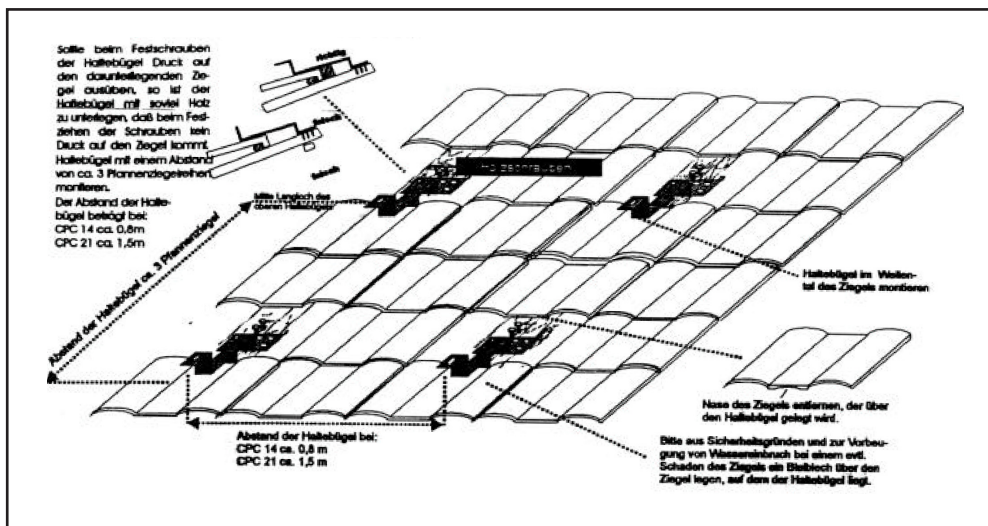 Sollte beim Festschrauben
der Haltebügel Druck auf
den darunterliegenden Zie-
gel ausüben, so ist der
Haltebügel mit soviel Holz
zu unterlegen, daß beim Fest-
ziehen der Schrauben kein
Druck auf den Ziegel kommt.
Haltebügel mit einem Abstand
von ca. 3 Pfannenziegelreihen
montieren.
Der Abstand der Halte-
bügel beträgt bei:
CPC 14 ca. 0,8m
CPC 21 ca. 1,5m
richtig
falsch
falsch
Holzschrauben
Mitte Langloch des
oberen Haltebügels
Abstand der Haltebügel ca. 3 Pfannenziegel
Haltebügel im Wellen-
tal des Ziegels montieren
Nase des Ziegels entfernen, der über
den Haltebügel gelegt wird.
Abstand der Haltebügel bei:
CPC 14 ca. 0,8 m
CPC 21 ca. 1,5 m
Bitte aus Sicherheitsgründen und zur Vorbeu-
gung von Wassereinbruch bei einem evtl.
Schaden des Ziegels ein Bleiblech über den
Ziegel legen, auf dem der Haltebügel liegt.